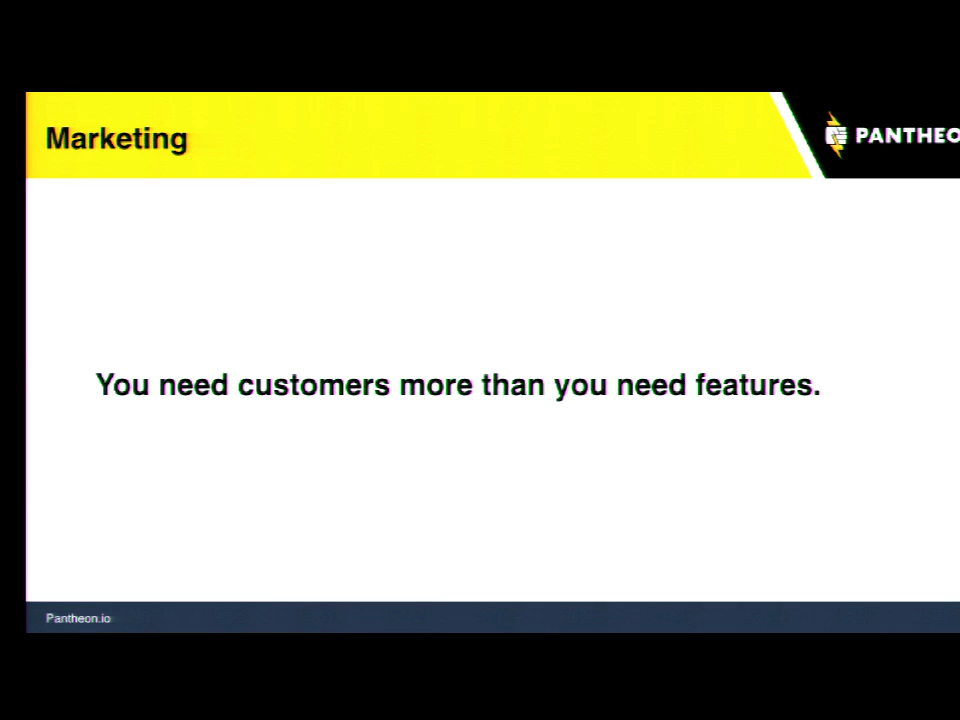 Marketing
PANTHEO
You need customers more than you need features.
Pantheon.io